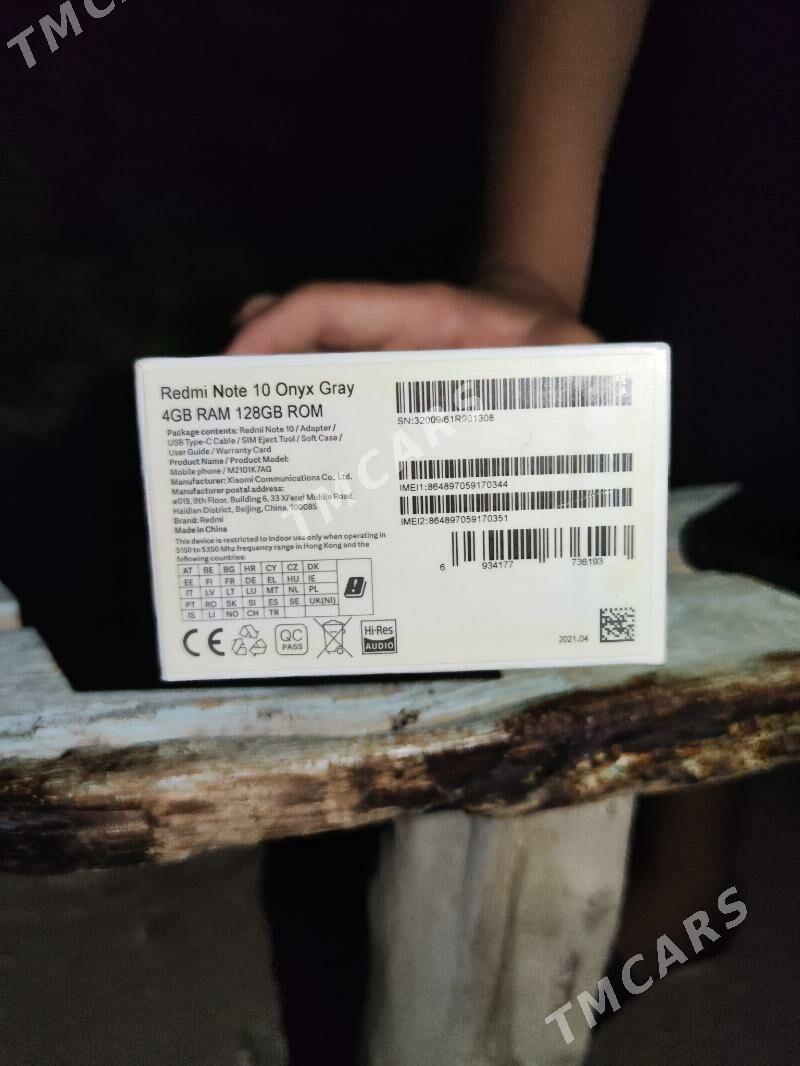 TMCARS
Redmi Note 10 Onyx Gray
4GB RAM 128GB ROM
Package contents: Redmi Note 10 / Adapter /
USB Type-C Cable / SIM Eject Tool / Soft Case /
User Guide / Warranty Card
Product Name / Product Model:
Mobile phone / M2101K7AG
Manufacturer: Xiaomi Communications Co., Ltd.
Manufacturer postal address:
#019, 9th Floor, Building 6, 33 Xi'erqi Middle Road,
Haidian District, Beijing, China, 100085
Brand: Redmi
Made in China
This device is restricted to indoor use only when operating in
5150 to 5350 Mhz frequency range in Hong Kong and the
following countries:
AT BE BG HR CY CZ DK
EE FI FR DE EL HU IE
IT LV LT LU MT NL PL
PT RO SK SI ES SE UK(NI)
IS LI NO CH TR
CE
QC
PASS
Hi-Res
AUDIO
SN:32009/61R901308
IMEI1:864897059170344
IMEI2:864897059170351
6 934177 736193
2021.04
TMCARS
TMCARS